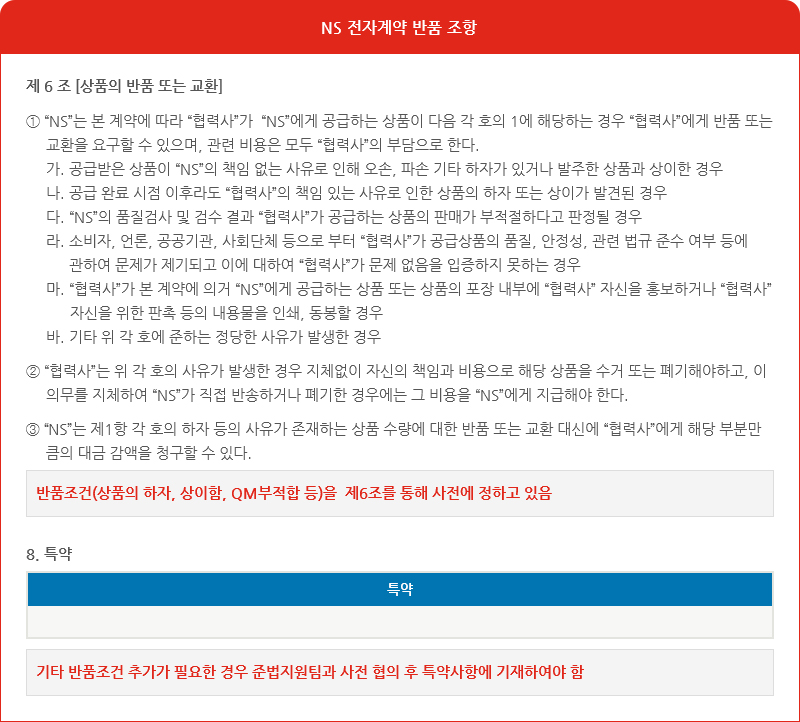 NS 전자계약 반품 조항
제 6 조 [상품의 반품 또는 교환]
① “NS”는 본 계약에 따라 “협력사”가 “NS”에게 공급하는 상품이 다음 각 호의 1에 해당하는 경우 “협력사”에게 반품 또는
교환을 요구할 수 있으며, 관련 비용은 모두 “협력사”의 부담으로 한다.
가. 공급받은 상품이 “NS”의 책임 없는 사유로 인해 오손, 파손 기타 하자가 있거나 발주한 상품과 상이한 경우
나. 공급 완료 시점 이후라도 “협력사”의 책임 있는 사유로 인한 상품의 하자 또는 상이가 발견된 경우
다. “NS”의 품질검사 및 검수 결과 “협력사”가 공급하는 상품의 판매가 부적절하다고 판정될 경우
라. 소비자, 언론, 공공기관, 사회단체 등으로 부터 “협력사”가 공급상품의 품질, 안정성, 관련 법규 준수 여부 등에
관하여 문제가 제기되고 이에 대하여 “협력사”가 문제 없음을 입증하지 못하는 경우
마. “협력사”가 본 계약에 의거 “NS”에게 공급하는 상품 또는 상품의 포장 내부에 “협력사” 자신을 홍보하거나 “협력사”
자신을 위한 판촉 등의 내용물을 인쇄, 동봉할 경우
바. 기타 위 각 호에 준하는 정당한 사유가 발생한 경우
② “협력사”는 위 각 호의 사유가 발생한 경우 지체없이 자신의 책임과 비용으로 해당 상품을 수거 또는 폐기해야하고, 이
의무를 지체하여 “NS”가 직접 반송하거나 폐기한 경우에는 그 비용을 “NS”에게 지급해야 한다.
③ “NS”는 제1항 각 호의 하자 등의 사유가 존재하는 상품 수량에 대한 반품 또는 교환 대신에 “협력사”에게 해당 부분만
큼의 대금 감액을 청구할 수 있다.
반품조건(상품의 하자, 상이함, QM부적합 등)을 제6조를 통해 사전에 정하고 있음
8. 특약
특약
기타 반품조건 추가가 필요한 경우 준법지원팀과 사전 협의 후 특약사항에 기재하여야 함